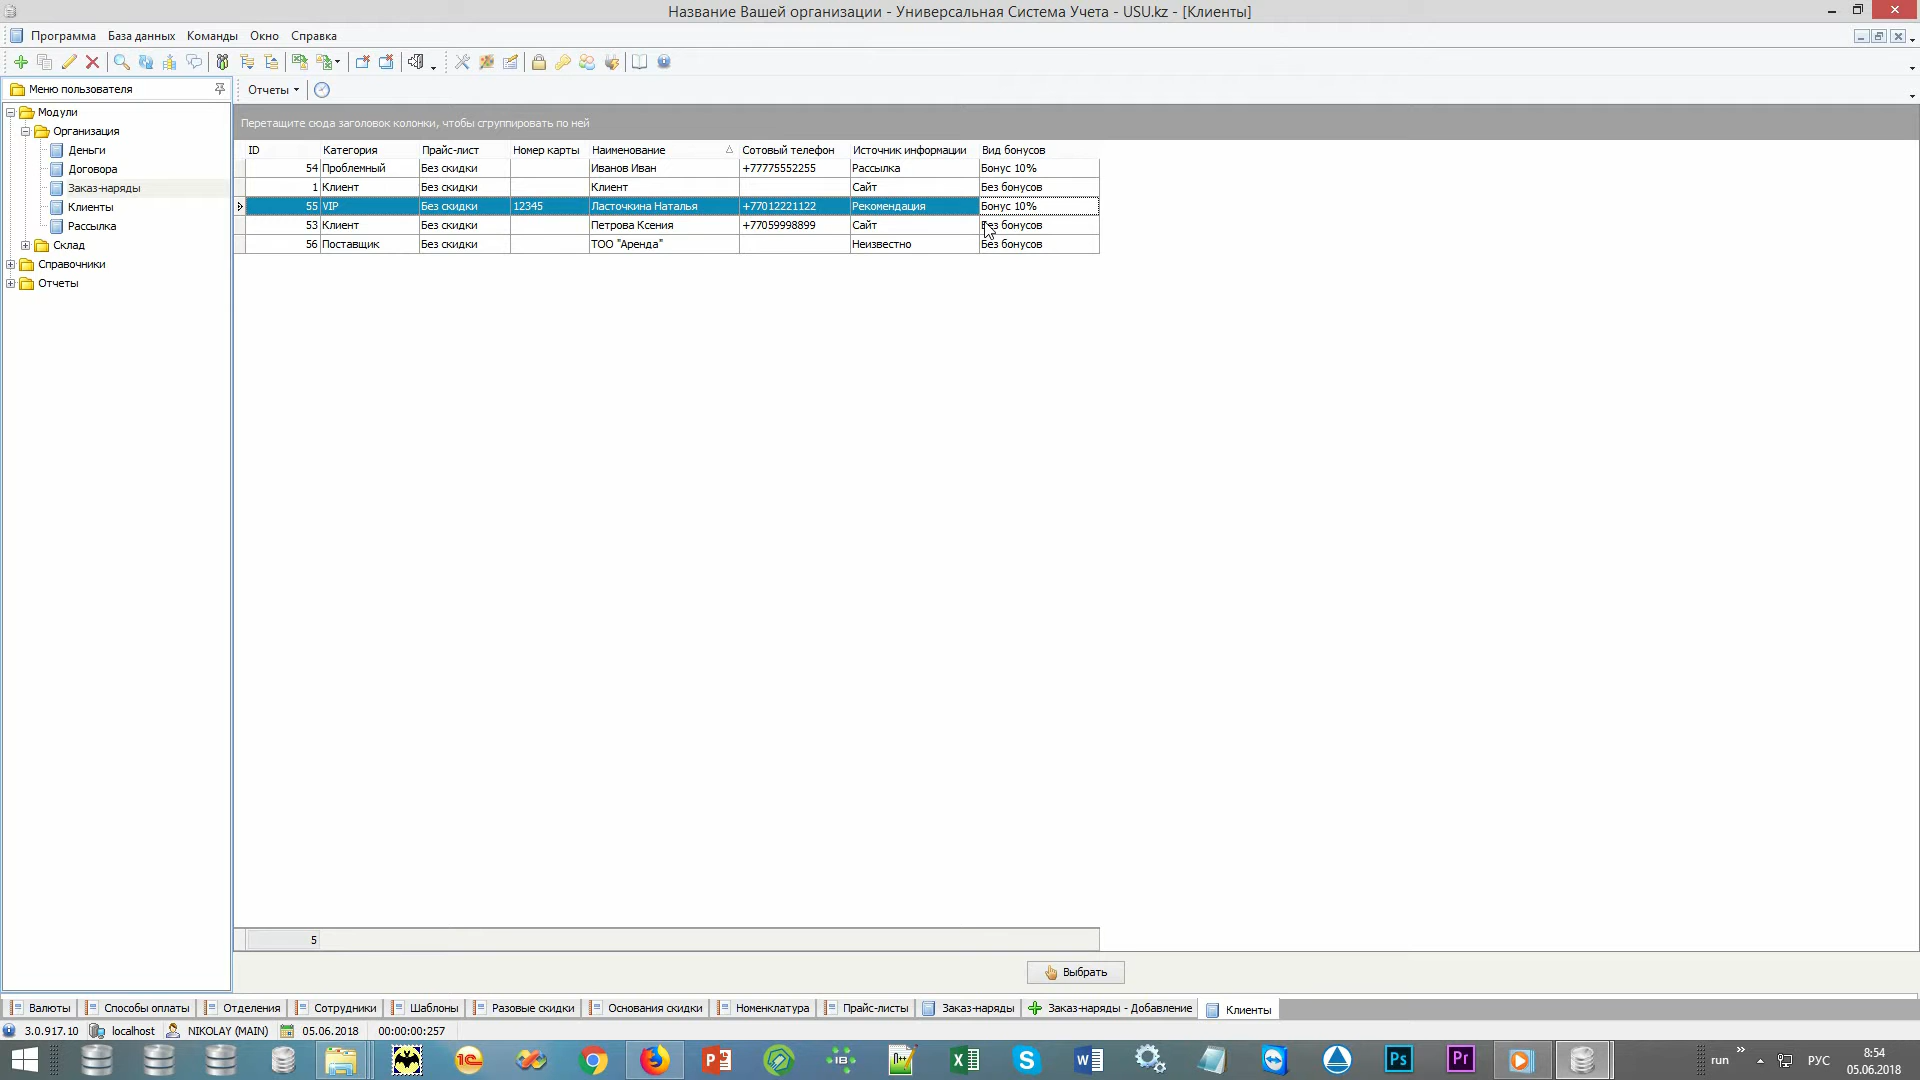 Название Вашей организации - Универсальная Система Учета - USU.kz - [Клиенты]
Программа База данных Команды Окно Справка
Меню пользователя
Отчеты
Модули
Организация
Деньги
Договора
Заказ-наряды
Клиенты
Рассылка
Склад
Справочники
Отчеты
Перетащите сюда заголовок колонки, чтобы сгруппировать по ней
ID Категория Прайс-лист Номер карты Наименование Сотовый телефон Источник информации Вид бонусов
54 Проблемный Без скидки Иванов Иван +77775552255 Рассылка Бонус 10%
1 Клиент Без скидки Клиент Сайт Без бонусов
55 VIP Без скидки 12345 Ласточкина Наталья +77012221122 Рекомендация Бонус 10%
53 Клиент Без скидки Петрова Ксения +77059998899 Сайт Без бонусов
56 Поставщик Без скидки ТОО "Аренда" Неизвестно Без бонусов
5
Выбрать
Валюты Способы оплаты Отделения Сотрудники Шаблоны Разовые скидки Основания скидки Номенклатура Прайс-листы Заказ-наряды Заказ-наряды - Добавление Клиенты
3.0.917.10 localhost NIKOLAY (MAIN) 05.06.2018 00:00:00:257
run РУС 8:54
05.06.2018